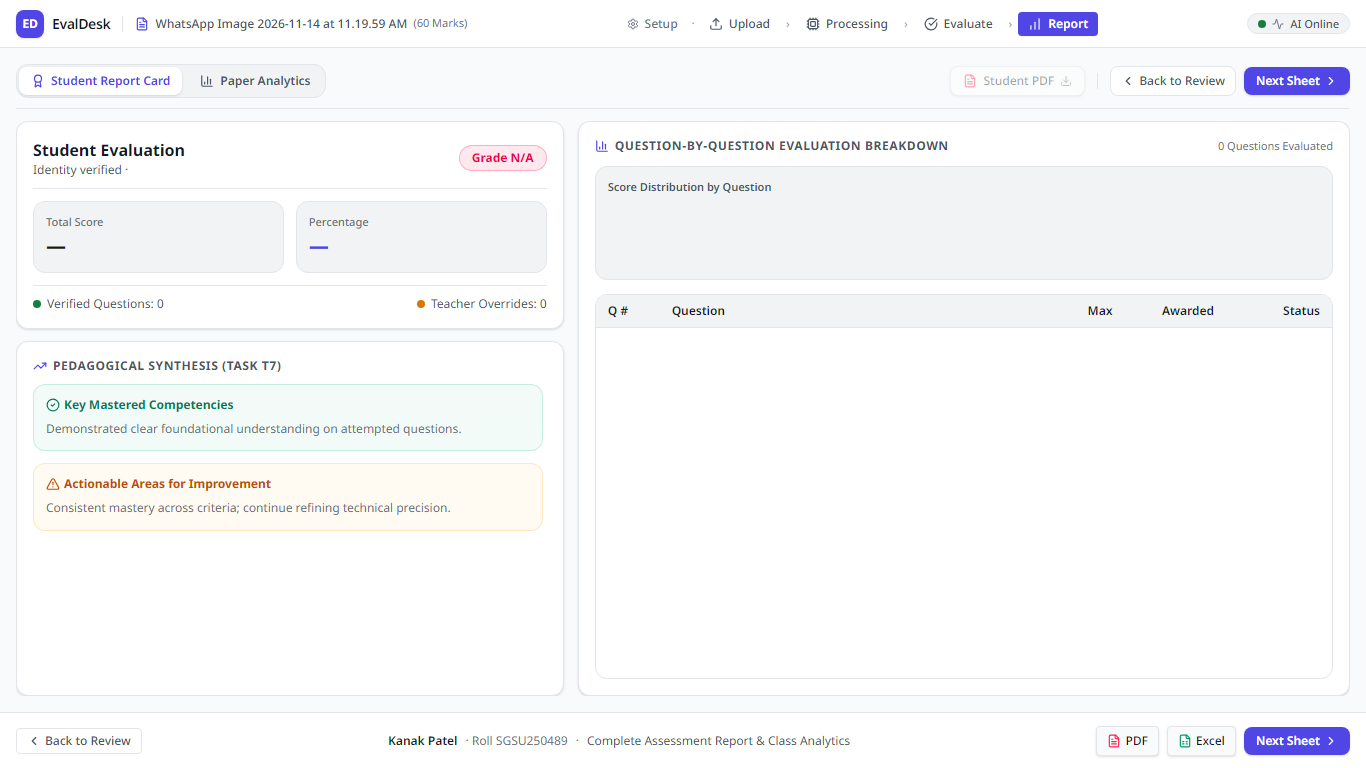 ED EvalDesk WhatsApp Image 2026-11-14 at 11.19.59 AM (60 Marks) Setup · Upload › Processing › Evaluate › Report AI Online
Student Report Card Paper Analytics Student PDF Back to Review Next Sheet
Student Evaluation
Identity verified ·
Grade N/A
Total Score
—
Percentage
—
Verified Questions: 0 Teacher Overrides: 0
PEDAGOGICAL SYNTHESIS (TASK T7)
Key Mastered Competencies
Demonstrated clear foundational understanding on attempted questions.
Actionable Areas for Improvement
Consistent mastery across criteria; continue refining technical precision.
QUESTION-BY-QUESTION EVALUATION BREAKDOWN 0 Questions Evaluated
Score Distribution by Question
Q # Question Max Awarded Status
Back to Review Kanak Patel · Roll SGSU250489 · Complete Assessment Report & Class Analytics PDF Excel Next Sheet